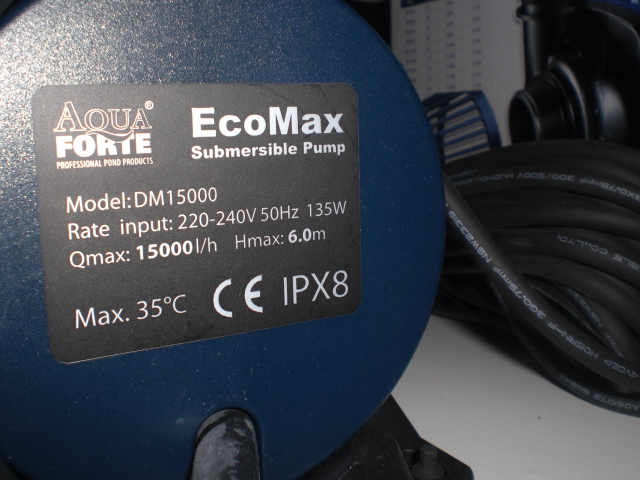 AQUA®
FORTE
PROFESSIONAL POND PRODUCTS
EcoMax
Submersible Pump
Model: DM15000
Rate input: 220-240V 50Hz 135W
Qmax: 15000l/h Hmax: 6.0m
Max. 35°C CE IPX8